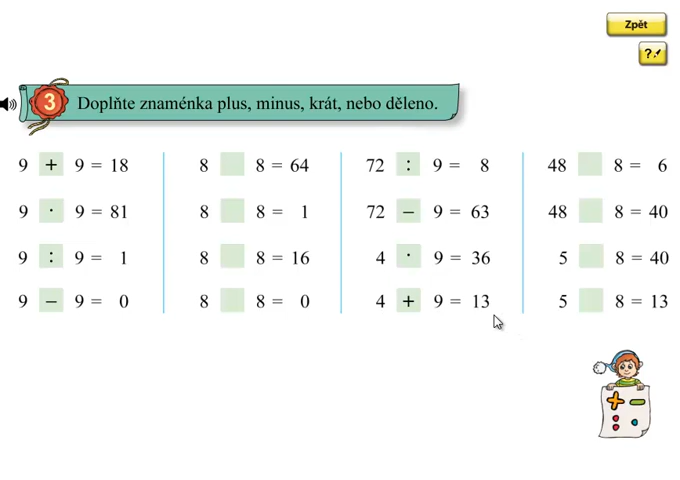 Zpět
?
3 Doplňte znaménka plus, minus, krát, nebo děleno.
9 + 9 = 18
9 · 9 = 81
9 : 9 = 1
9 − 9 = 0
8 8 = 64
8 8 = 1
8 8 = 16
8 8 = 0
72 : 9 = 8
72 − 9 = 63
4 · 9 = 36
4 + 9 = 13
48 8 = 6
48 8 = 40
5 8 = 40
5 8 = 13
+ −
: ·